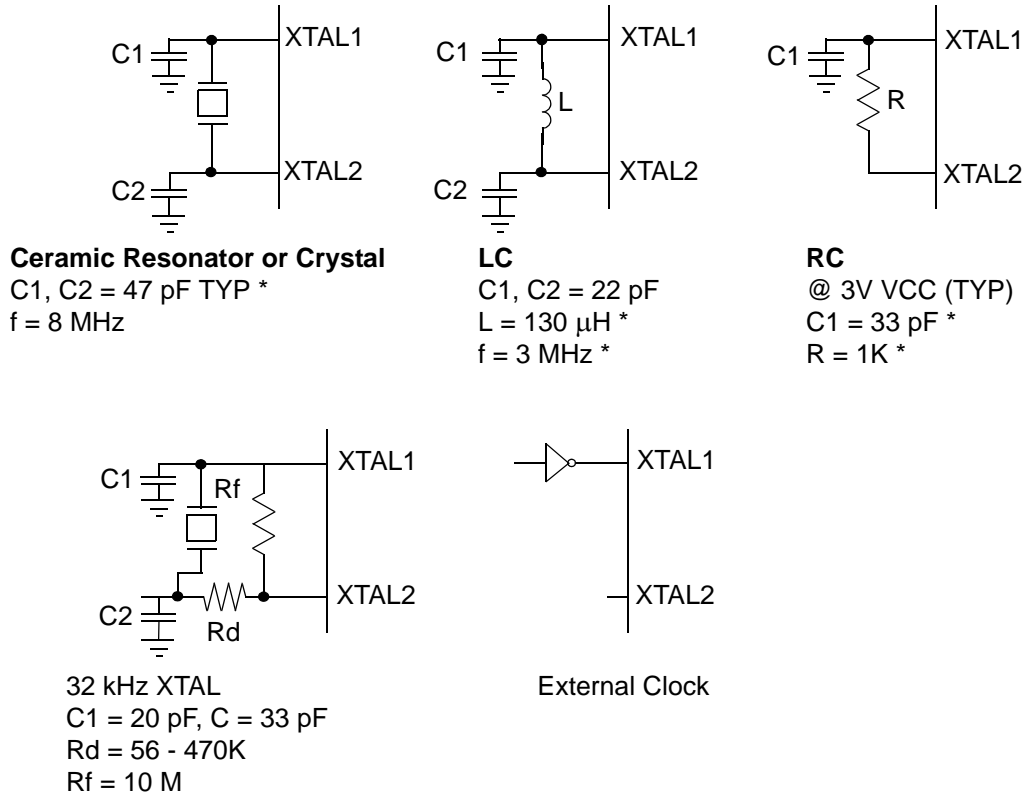 C1
XTAL1
C2
XTAL2
Ceramic Resonator or Crystal
C1, C2 = 47 pF TYP *
f = 8 MHz
C1
XTAL1
L
C2
XTAL2
LC
C1, C2 = 22 pF
L = 130 μH *
f = 3 MHz *
C1
XTAL1
R
XTAL2
RC
@ 3V VCC (TYP)
C1 = 33 pF *
R = 1K *
C1
XTAL1
Rf
C2
XTAL2
Rd
32 kHz XTAL
C1 = 20 pF, C = 33 pF
Rd = 56 - 470K
Rf = 10 M
XTAL1
XTAL2
External Clock